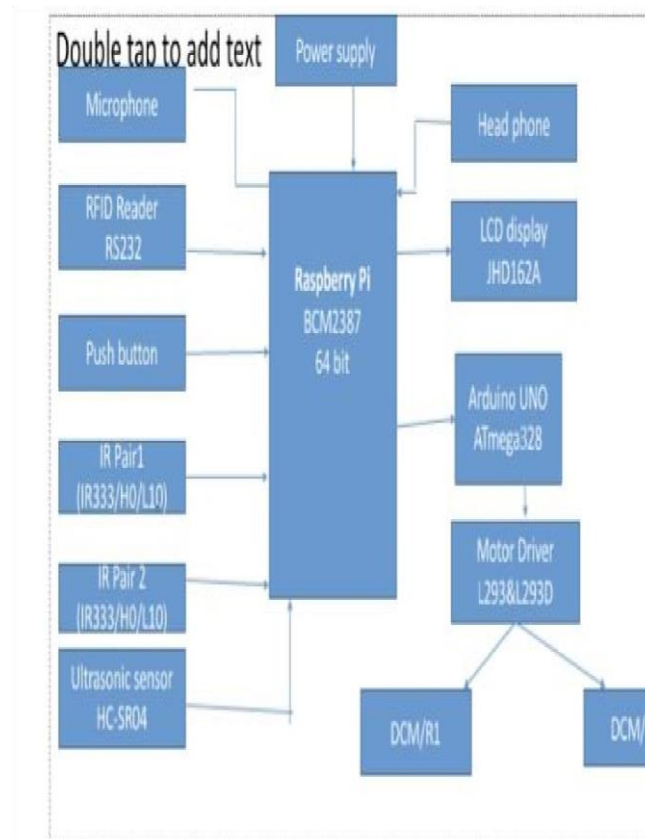 Double tap to add text
Power supply
Microphone
Head phone
RFID Reader
RS232
LCD display
JHD162A
Raspberry Pi
BCM2387
64 bit
Push button
Arduino UNO
ATmega328
IR Pair1
(IR333/H0/L10)
Motor Driver
L293&L293D
IR Pair 2
(IR333/H0/L10)
Ultrasonic sensor
HC-SR04
DCM/R1
DCM/